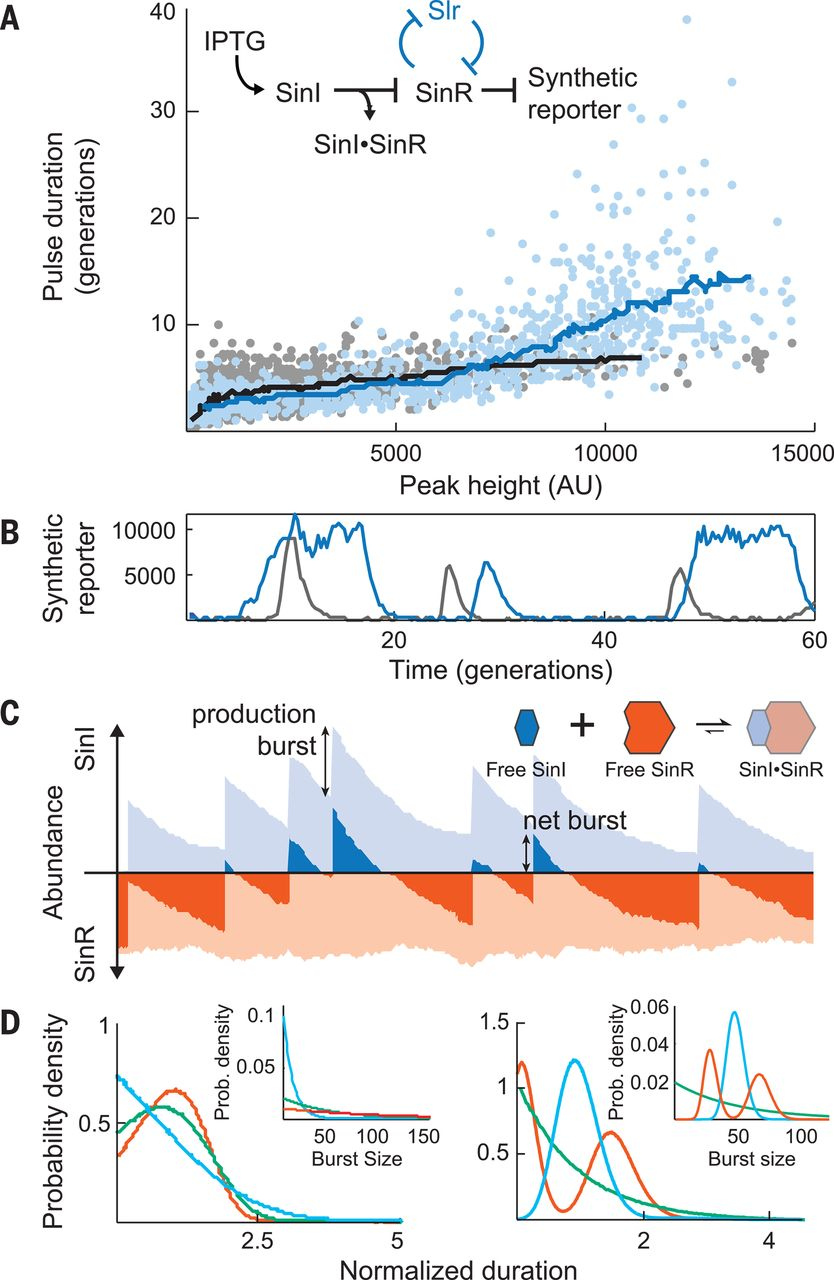 A
40
30
20
10
Pulse duration
(generations)
IPTG
SinI
SinI•SinR
Slr
SinR
Synthetic
reporter
5000
10000
15000
Peak height (AU)
B
Synthetic
reporter
10000
5000
20
40
60
Time (generations)
C
SinI
Abundance
SinR
production
burst
net burst
+
Free SinI
Free SinR
SinI•SinR
D
Probability density
1
0.5
2.5
5
Prob. density
0.1
0.05
50
100
150
Burst Size
1.5
1
0.5
2
4
Prob. density
0.06
0.04
0.02
50
100
Burst size
Normalized duration